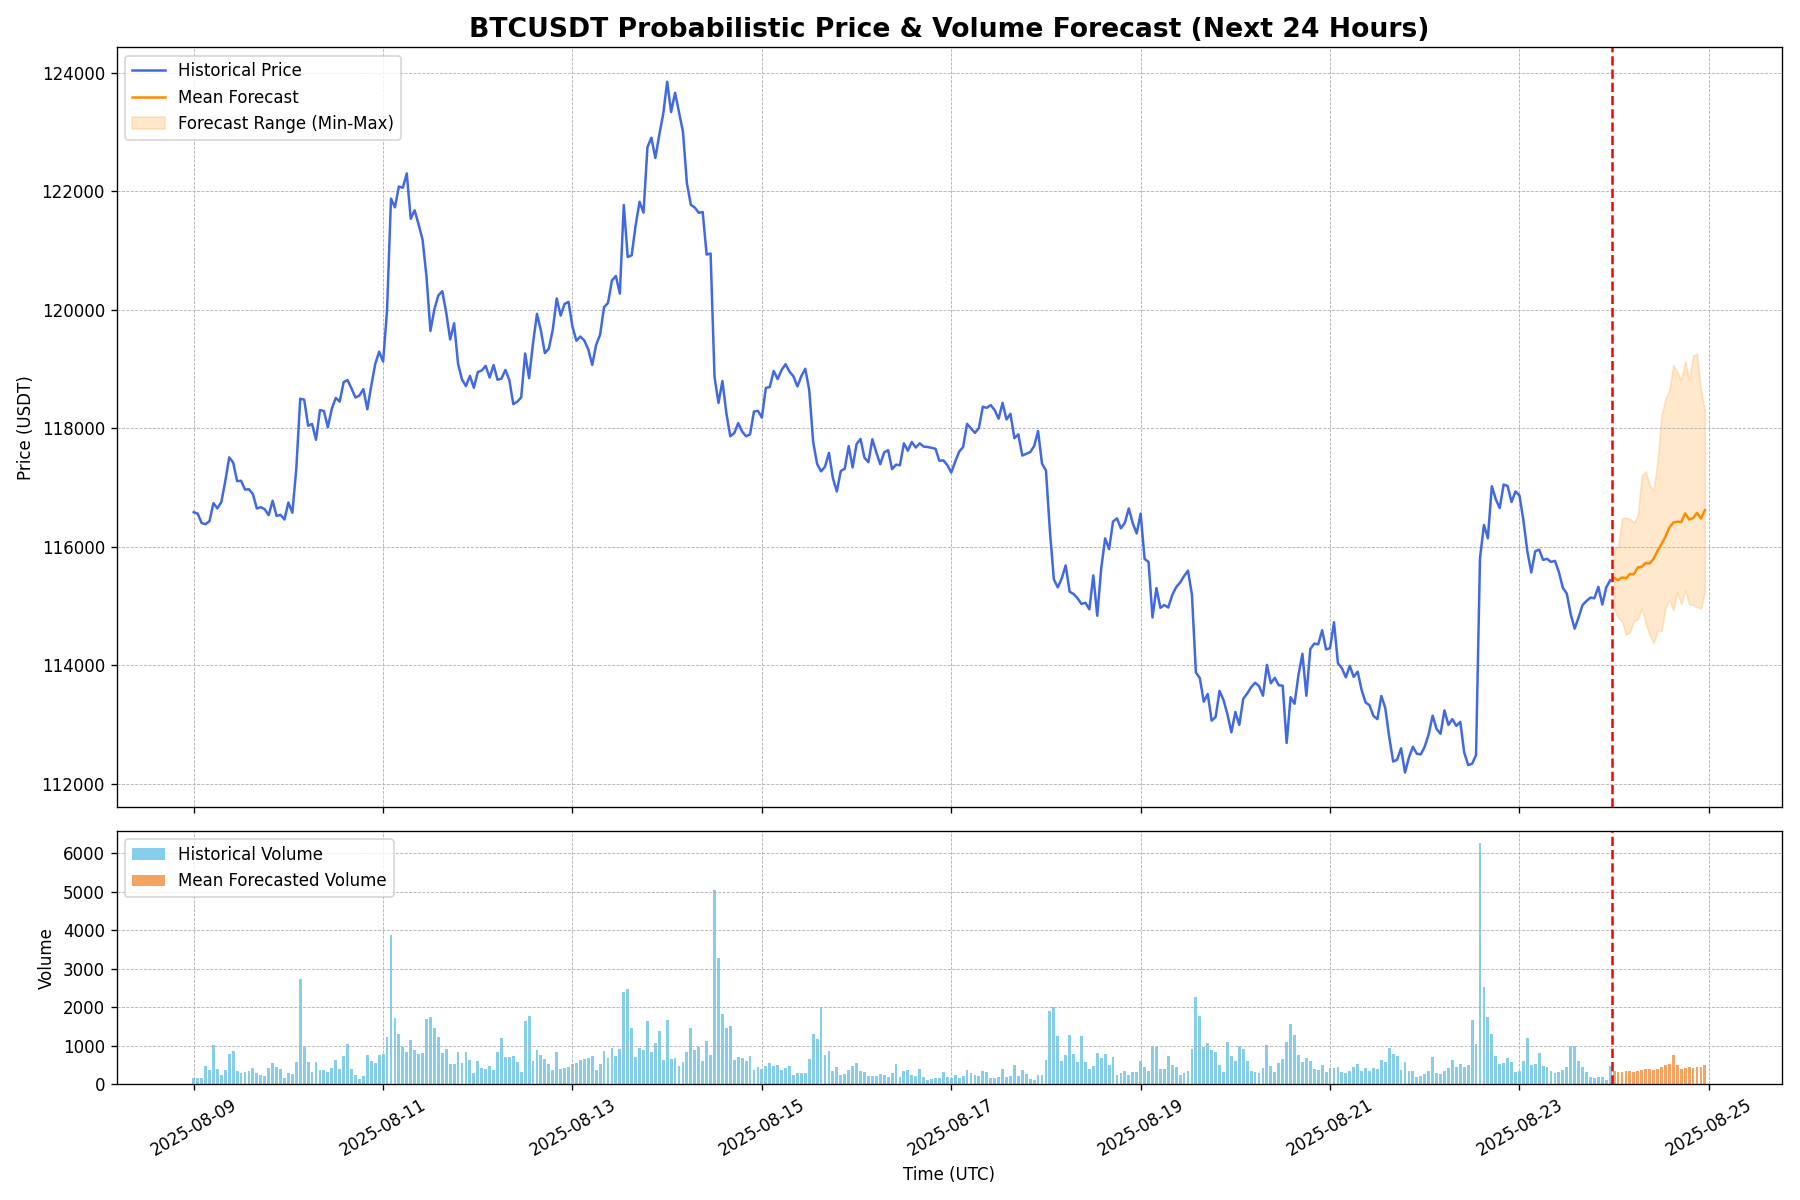 BTCUSDT Probabilistic Price & Volume Forecast (Next 24 Hours)
Historical Price
Mean Forecast
Forecast Range (Min-Max)
124000
122000
120000
118000
116000
114000
112000
Price (USDT)
Historical Volume
Mean Forecasted Volume
6000
5000
4000
3000
2000
1000
0
Volume
2025-08-09
2025-08-11
2025-08-13
2025-08-15
2025-08-17
2025-08-19
2025-08-21
2025-08-23
2025-08-25
Time (UTC)